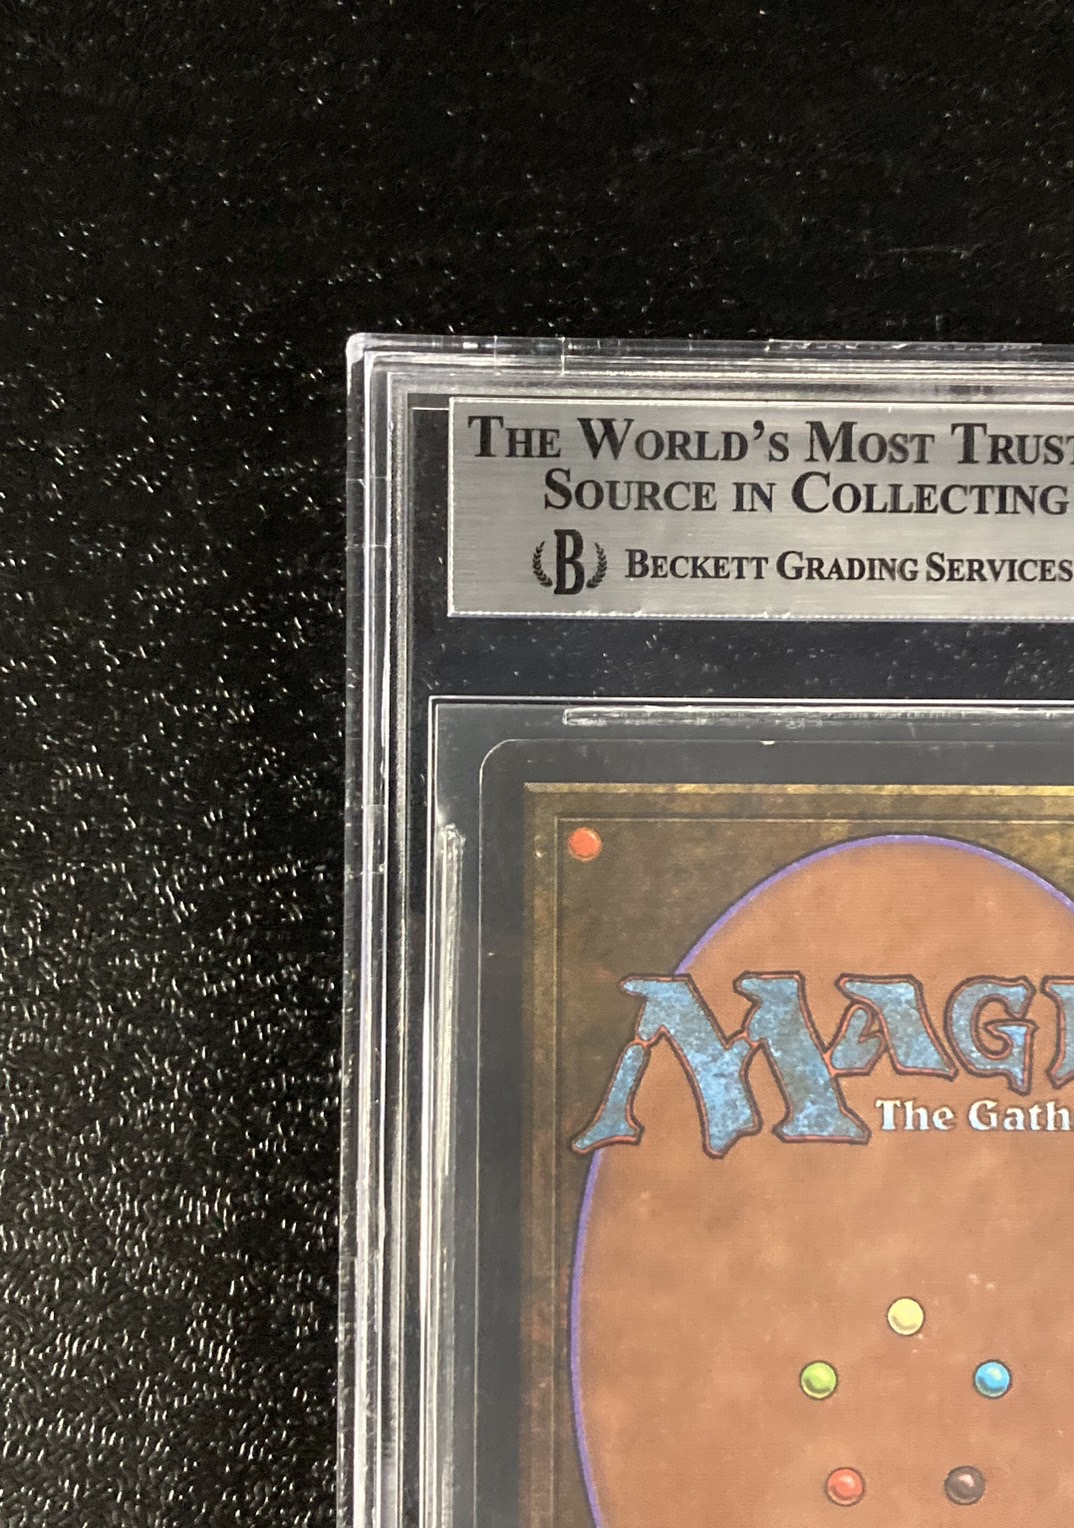 THE WORLD'S MOST TRUST
SOURCE IN COLLECTING
B BECKETT GRADING SERVICES
MAGI
The Gath